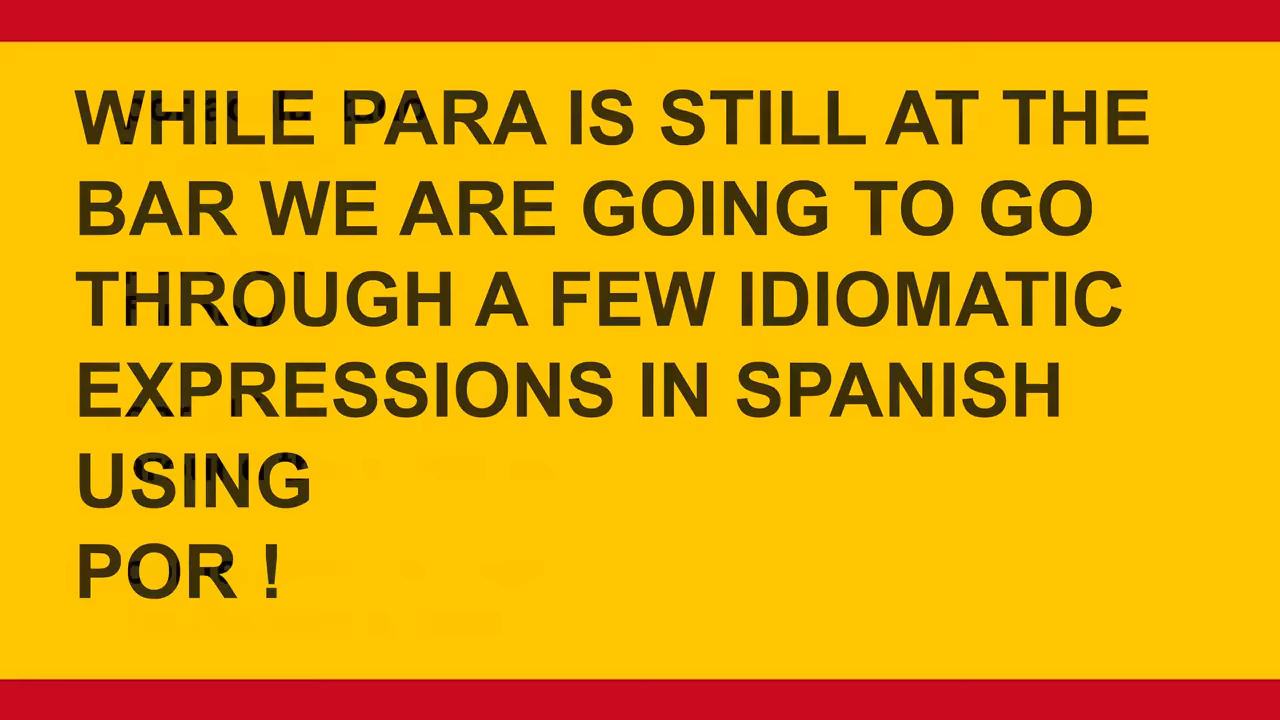 WHILE PARA IS STILL AT THE
BAR WE ARE GOING TO GO
THROUGH A FEW IDIOMATIC
EXPRESSIONS IN SPANISH
USING
POR !